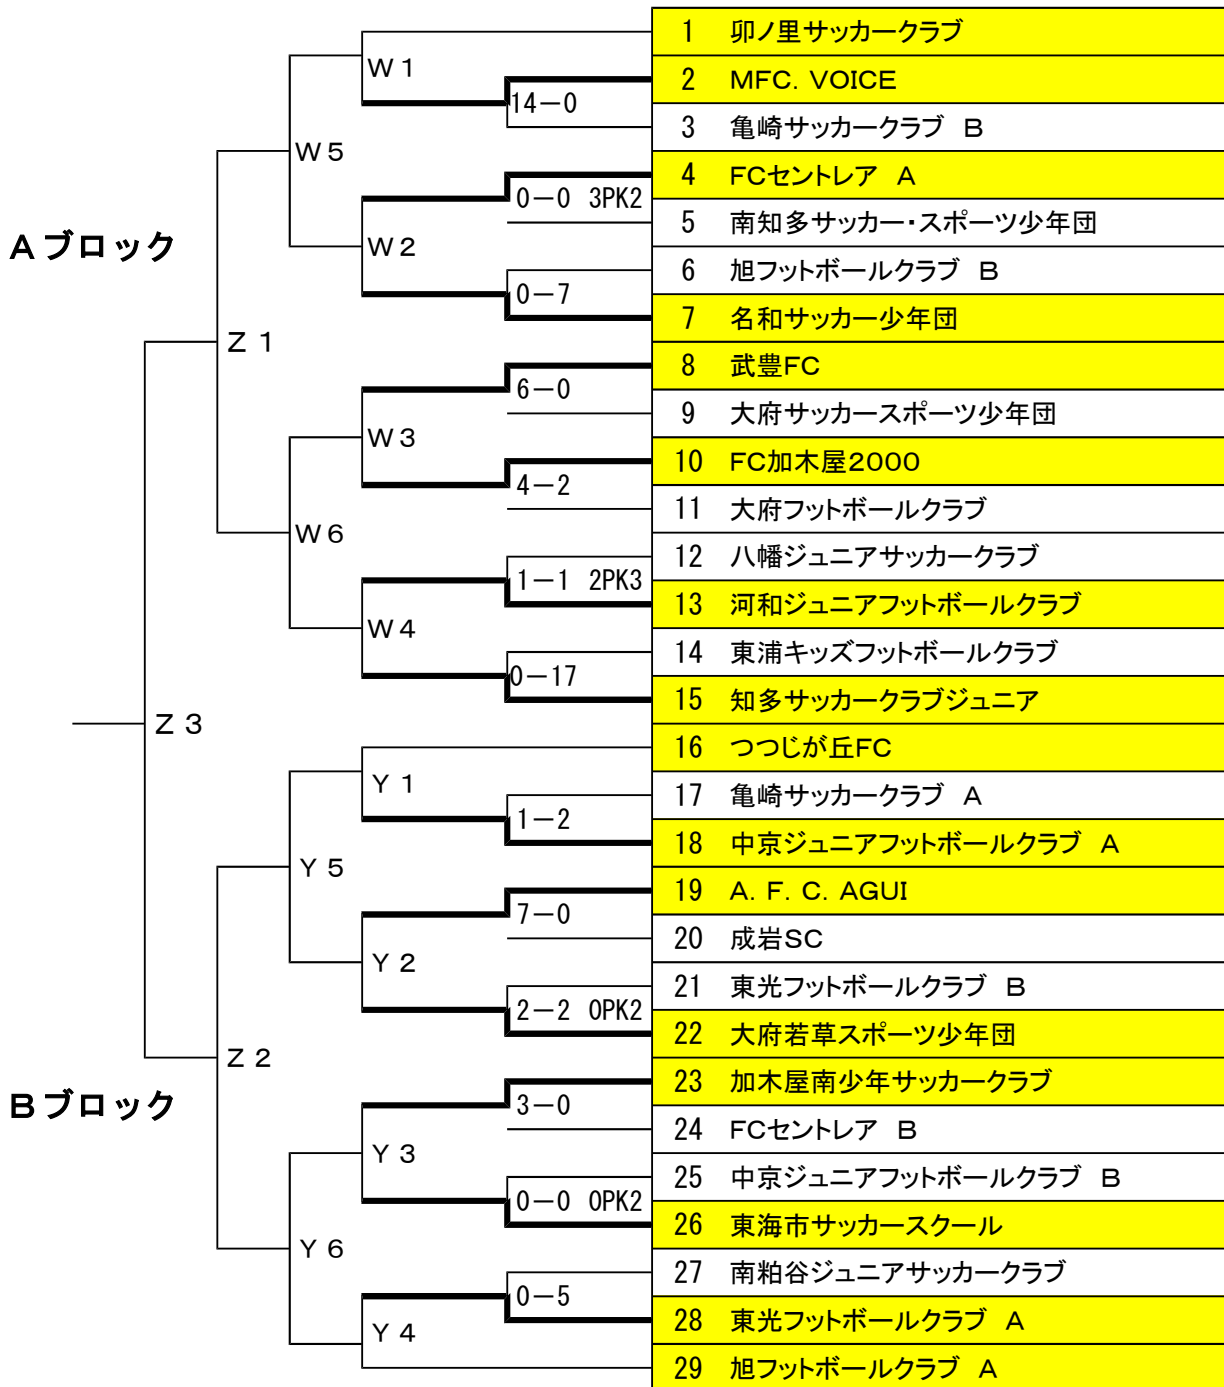 1 卯ノ里サッカークラブ
W1
2 MFC. VOICE
14-0
3 亀崎サッカークラブ B
W5
4 FCセントレア A
0-0 3PK2
5 南知多サッカー・スポーツ少年団
Aブロック
W2
6 旭フットボールクラブ B
0-7
7 名和サッカー少年団
Z1
8 武豊FC
6-0
9 大府サッカースポーツ少年団
W3
10 FC加木屋2000
4-2
11 大府フットボールクラブ
W6
12 八幡ジュニアサッカークラブ
1-1 2PK3
13 河和ジュニアフットボールクラブ
W4
14 東浦キッズフットボールクラブ
0-17
15 知多サッカークラブジュニア
Z3
16 つつじが丘FC
Y1
17 亀崎サッカークラブ A
1-2
18 中京ジュニアフットボールクラブ A
Y5
19 A. F. C. AGUI
7-0
20 成岩SC
Y2
21 東光フットボールクラブ B
2-2 0PK2
22 大府若草スポーツ少年団
Z2
23 加木屋南少年サッカークラブ
Bブロック
3-0
24 FCセントレア B
Y3
25 中京ジュニアフットボールクラブ B
0-0 0PK2
26 東海市サッカースクール
Y6
27 南粕谷ジュニアサッカークラブ
0-5
28 東光フットボールクラブ A
Y4
29 旭フットボールクラブ A